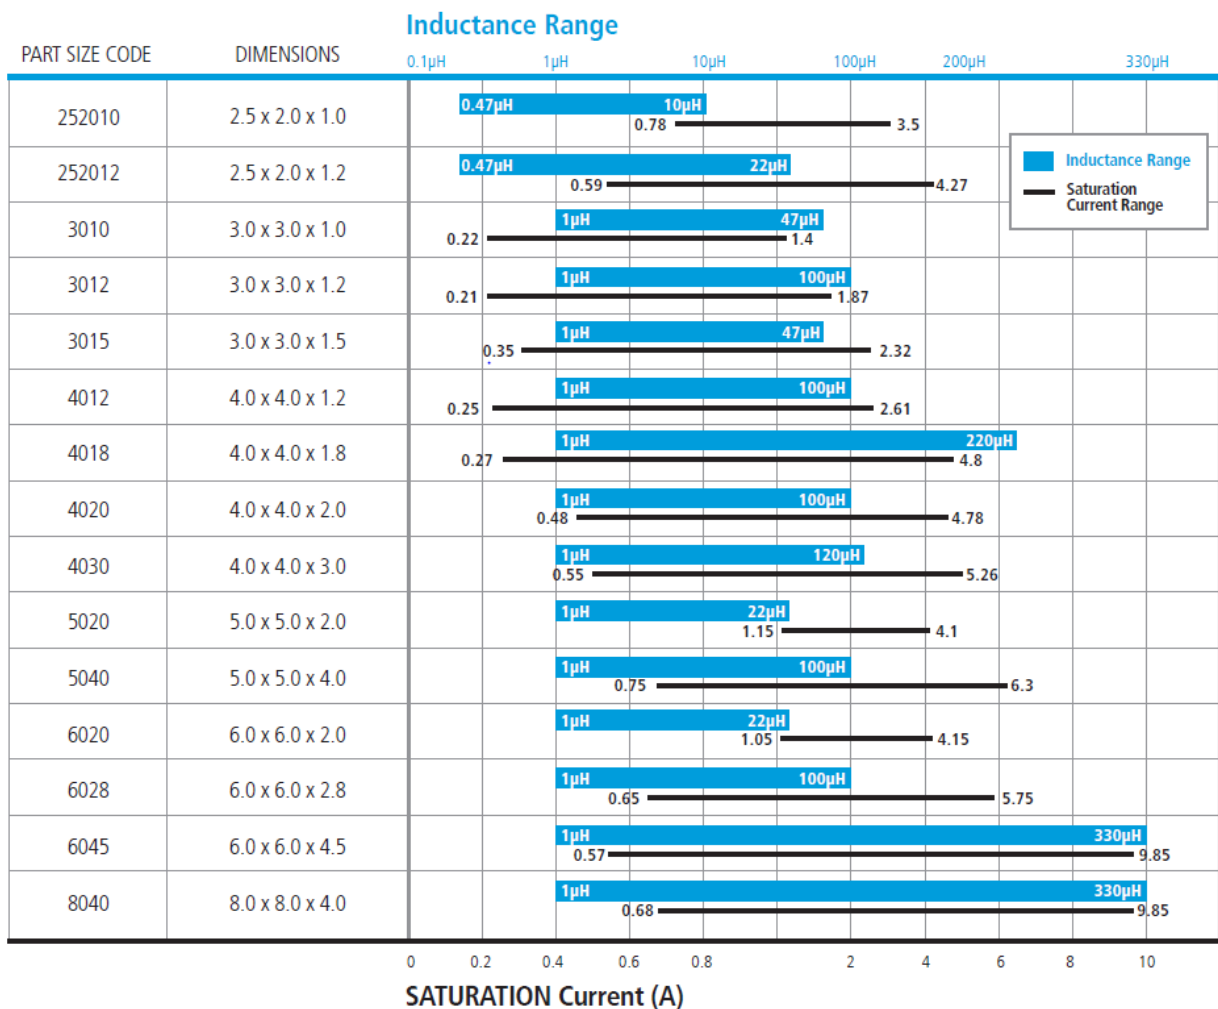 Inductance Range
PART SIZE CODE DIMENSIONS 0.1µH 1µH 10µH 100µH 200µH 330µH
252010 2.5 x 2.0 x 1.0 0.47µH 10µH
0.78 3.5
252012 2.5 x 2.0 x 1.2 0.47µH 22µH
0.59 4.27
Inductance Range
Saturation
Current Range
3010 3.0 x 3.0 x 1.0 1µH 47µH
0.22 1.4
3012 3.0 x 3.0 x 1.2 1µH 100µH
0.21 1.87
3015 3.0 x 3.0 x 1.5 1µH 47µH
0.35 2.32
4012 4.0 x 4.0 x 1.2 1µH 100µH
0.25 2.61
4018 4.0 x 4.0 x 1.8 1µH 220µH
0.27 4.8
4020 4.0 x 4.0 x 2.0 1µH 100µH
0.48 4.78
4030 4.0 x 4.0 x 3.0 1µH 120µH
0.55 5.26
5020 5.0 x 5.0 x 2.0 1µH 22µH
1.15 4.1
5040 5.0 x 5.0 x 4.0 1µH 100µH
0.75 6.3
6020 6.0 x 6.0 x 2.0 1µH 22µH
1.05 4.15
6028 6.0 x 6.0 x 2.8 1µH 100µH
0.65 5.75
6045 6.0 x 6.0 x 4.5 1µH 330µH
0.57 9.85
8040 8.0 x 8.0 x 4.0 1µH 330µH
0.68 9.85
0 0.2 0.4 0.6 0.8 2 4 6 8 10
SATURATION Current (A)